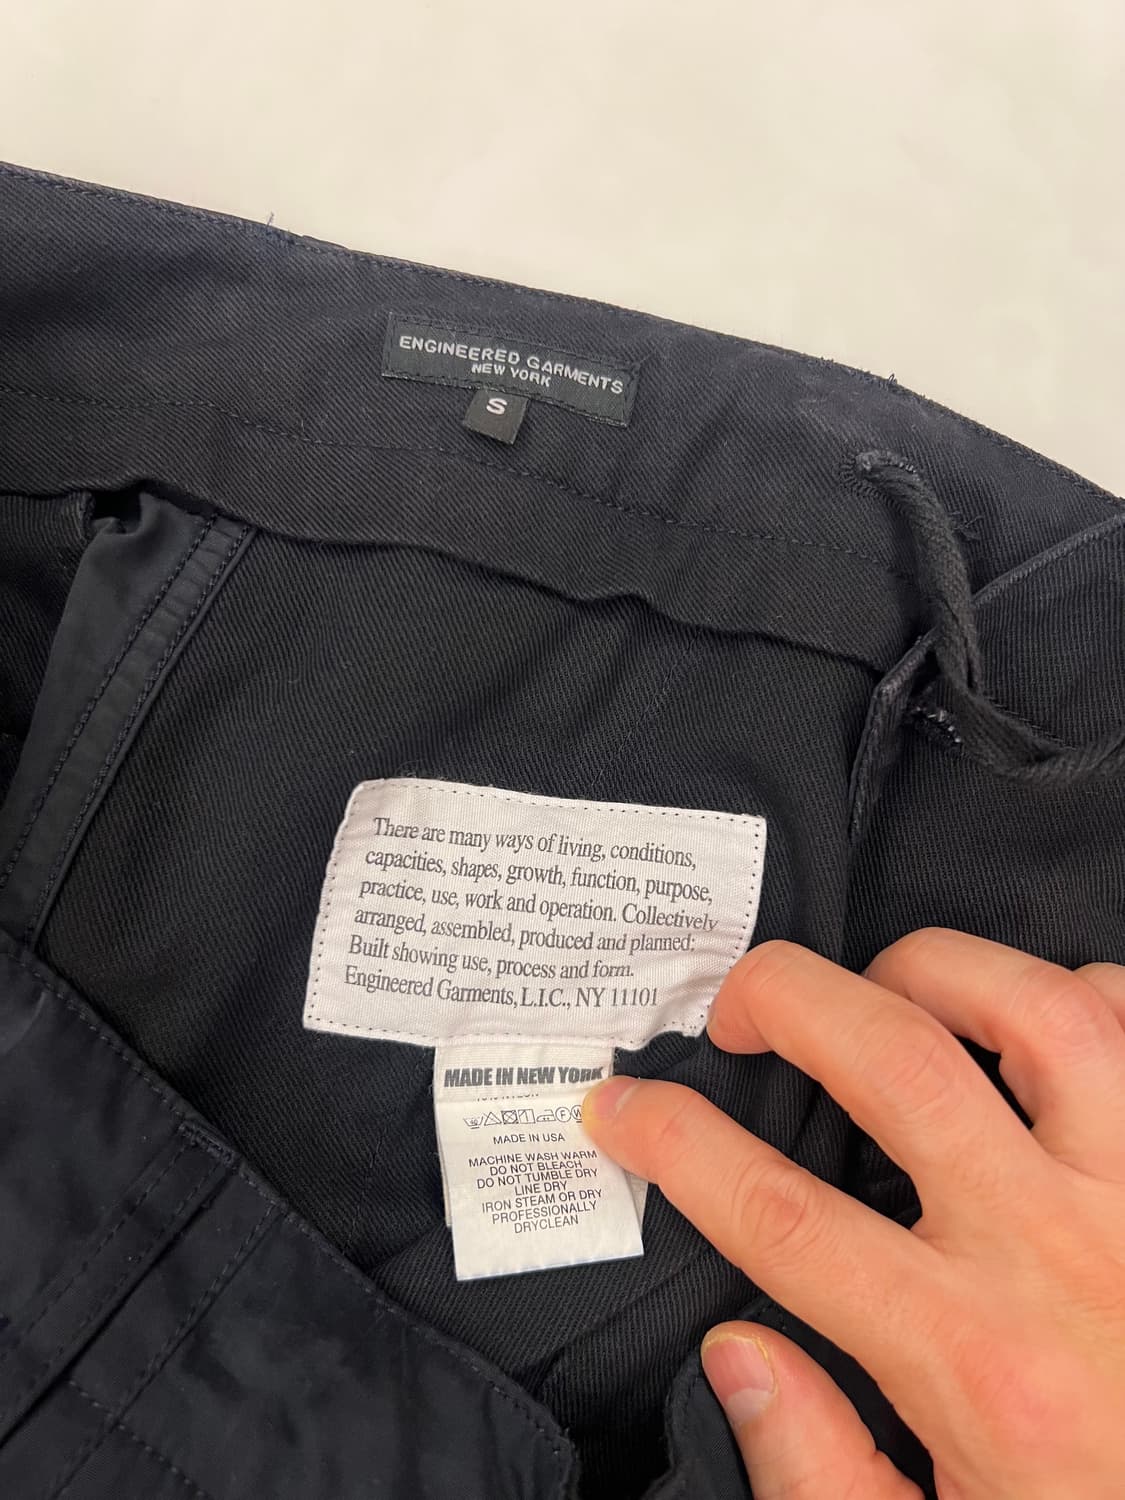 ENGINEERED GARMENTS
NEW YORK
S
There are many ways of living, conditions,
capacities, shapes, growth, function, purpose,
practice, use, work and operation. Collectively
arranged, assembled, produced and planned;
Built showing use, process and form.
Engineered Garments, L.I.C., NY 11101
MADE IN NEW YORK
MADE IN USA
MACHINE WASH WARM
DO NOT BLEACH
DO NOT TUMBLE DRY
LINE DRY
IRON STEAM OR DRY
PROFESSIONALLY
DRYCLEAN